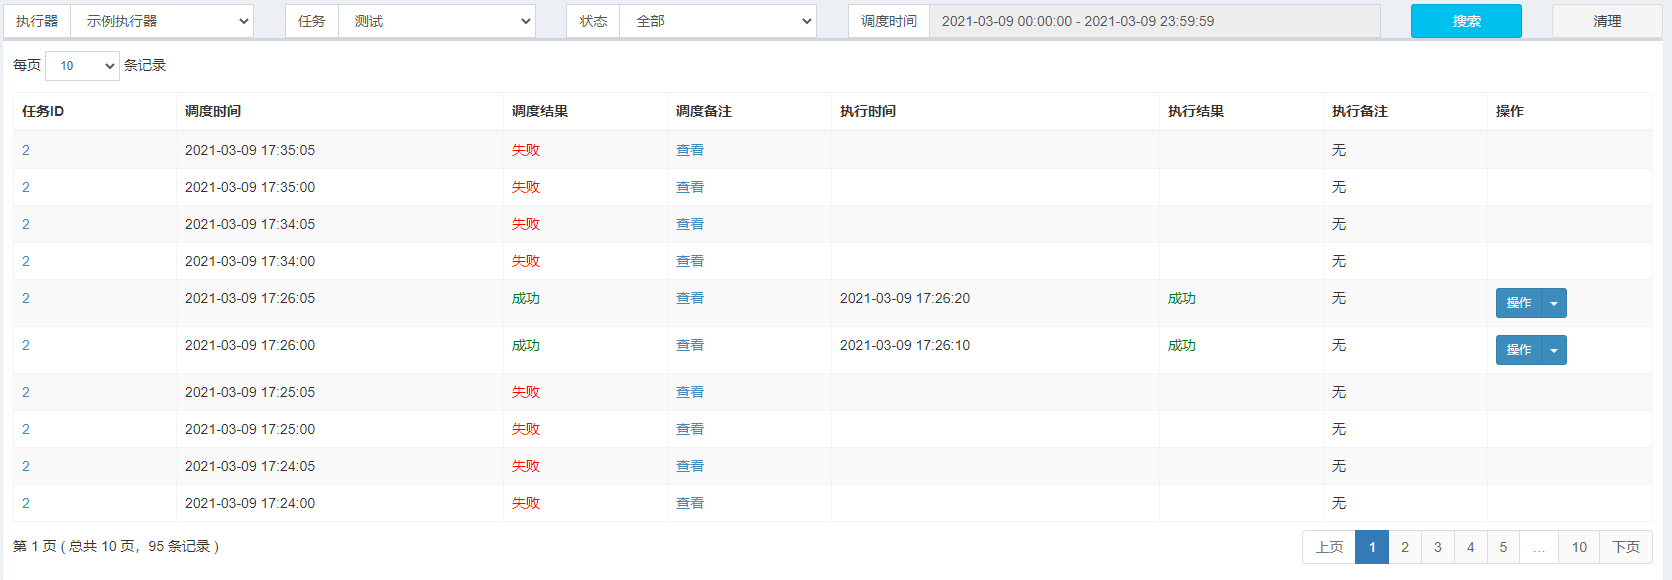 执行器 示例执行器 任务 测试 状态 全部 调度时间 2021-03-09 00:00:00 - 2021-03-09 23:59:59 搜索 清理
每页 10 条记录
任务ID 调度时间 调度结果 调度备注 执行时间 执行结果 执行备注 操作
2 2021-03-09 17:35:05 失败 查看 无
2 2021-03-09 17:35:00 失败 查看 无
2 2021-03-09 17:34:05 失败 查看 无
2 2021-03-09 17:34:00 失败 查看 无
2 2021-03-09 17:26:05 成功 查看 2021-03-09 17:26:20 成功 无 操作
2 2021-03-09 17:26:00 成功 查看 2021-03-09 17:26:10 成功 无 操作
2 2021-03-09 17:25:05 失败 查看 无
2 2021-03-09 17:25:00 失败 查看 无
2 2021-03-09 17:24:05 失败 查看 无
2 2021-03-09 17:24:00 失败 查看 无
第 1 页 ( 总共 10 页，95 条记录 ) 上页 1 2 3 4 5 … 10 下页